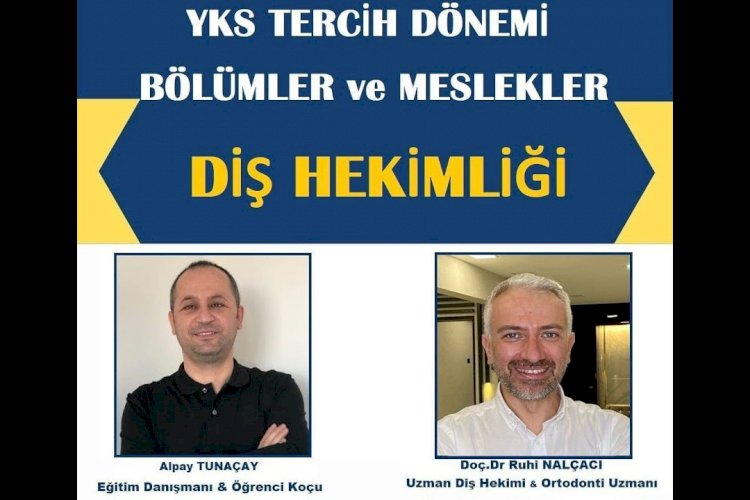 YKS TERCİH DÖNEMİ
BÖLÜMLER ve MESLEKLER
DİŞ HEKİMLİĞİ
Alpay TUNAÇAY
Eğitim Danışmanı & Öğrenci Koçu
Doç.Dr Ruhi NALÇACI
Uzman Diş Hekimi & Ortodonti Uzmanı